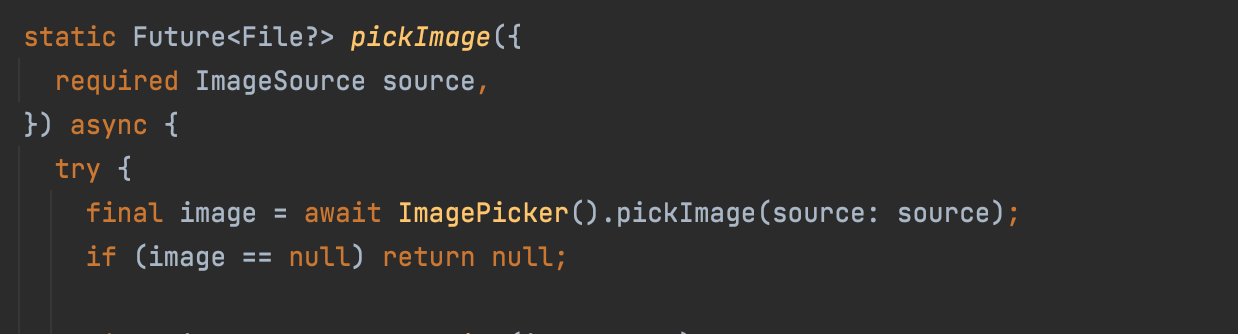 static Future<File?> pickImage({
  required ImageSource source,
}) async {
  try {
    final image = await ImagePicker().pickImage(source: source);
    if (image == null) return null;